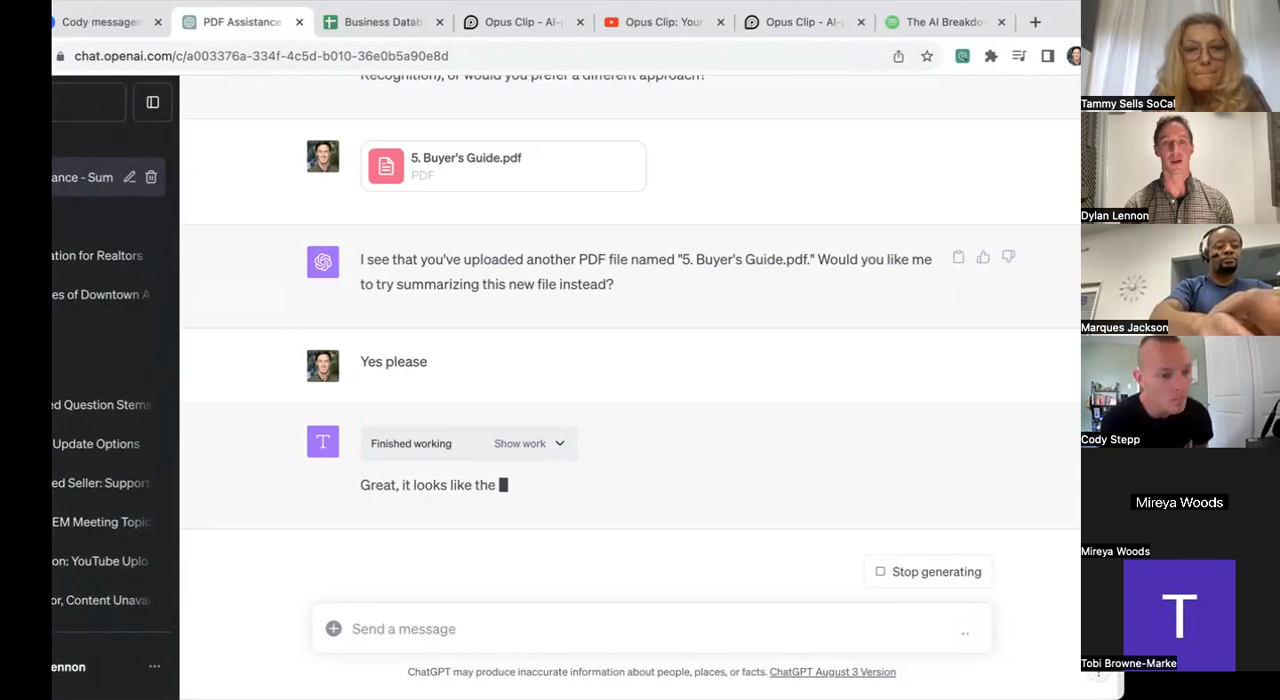 Cody messages
PDF Assistance
Business Datab
Opus Clip - AI-
Opus Clip: Your
Opus Clip - AI-
The AI Breakdo
chat.openai.com/c/a003376a-334f-4c5d-b010-36e0b5a90e8d
Recognition), or would you prefer a different approach?
5. Buyer's Guide.pdf
PDF
ance - Sum
I see that you've uploaded another PDF file named "5. Buyer's Guide.pdf." Would you like me
to try summarizing this new file instead?
ation for Realtors
es of Downtown A
Yes please
ed Question Stems
Update Options
ed Seller: Support
EM Meeting Topic
on: YouTube Uplo
or, Content Unava
T
Finished working
Show work
Great, it looks like the
Stop generating
Send a message
ennon
ChatGPT may produce inaccurate information about people, places, or facts. ChatGPT August 3 Version
Tammy Sells SoCal
Dylan Lennon
Marques Jackson
Cody Stepp
Mireya Woods
Mireya Woods
T
Tobi Browne-Marke